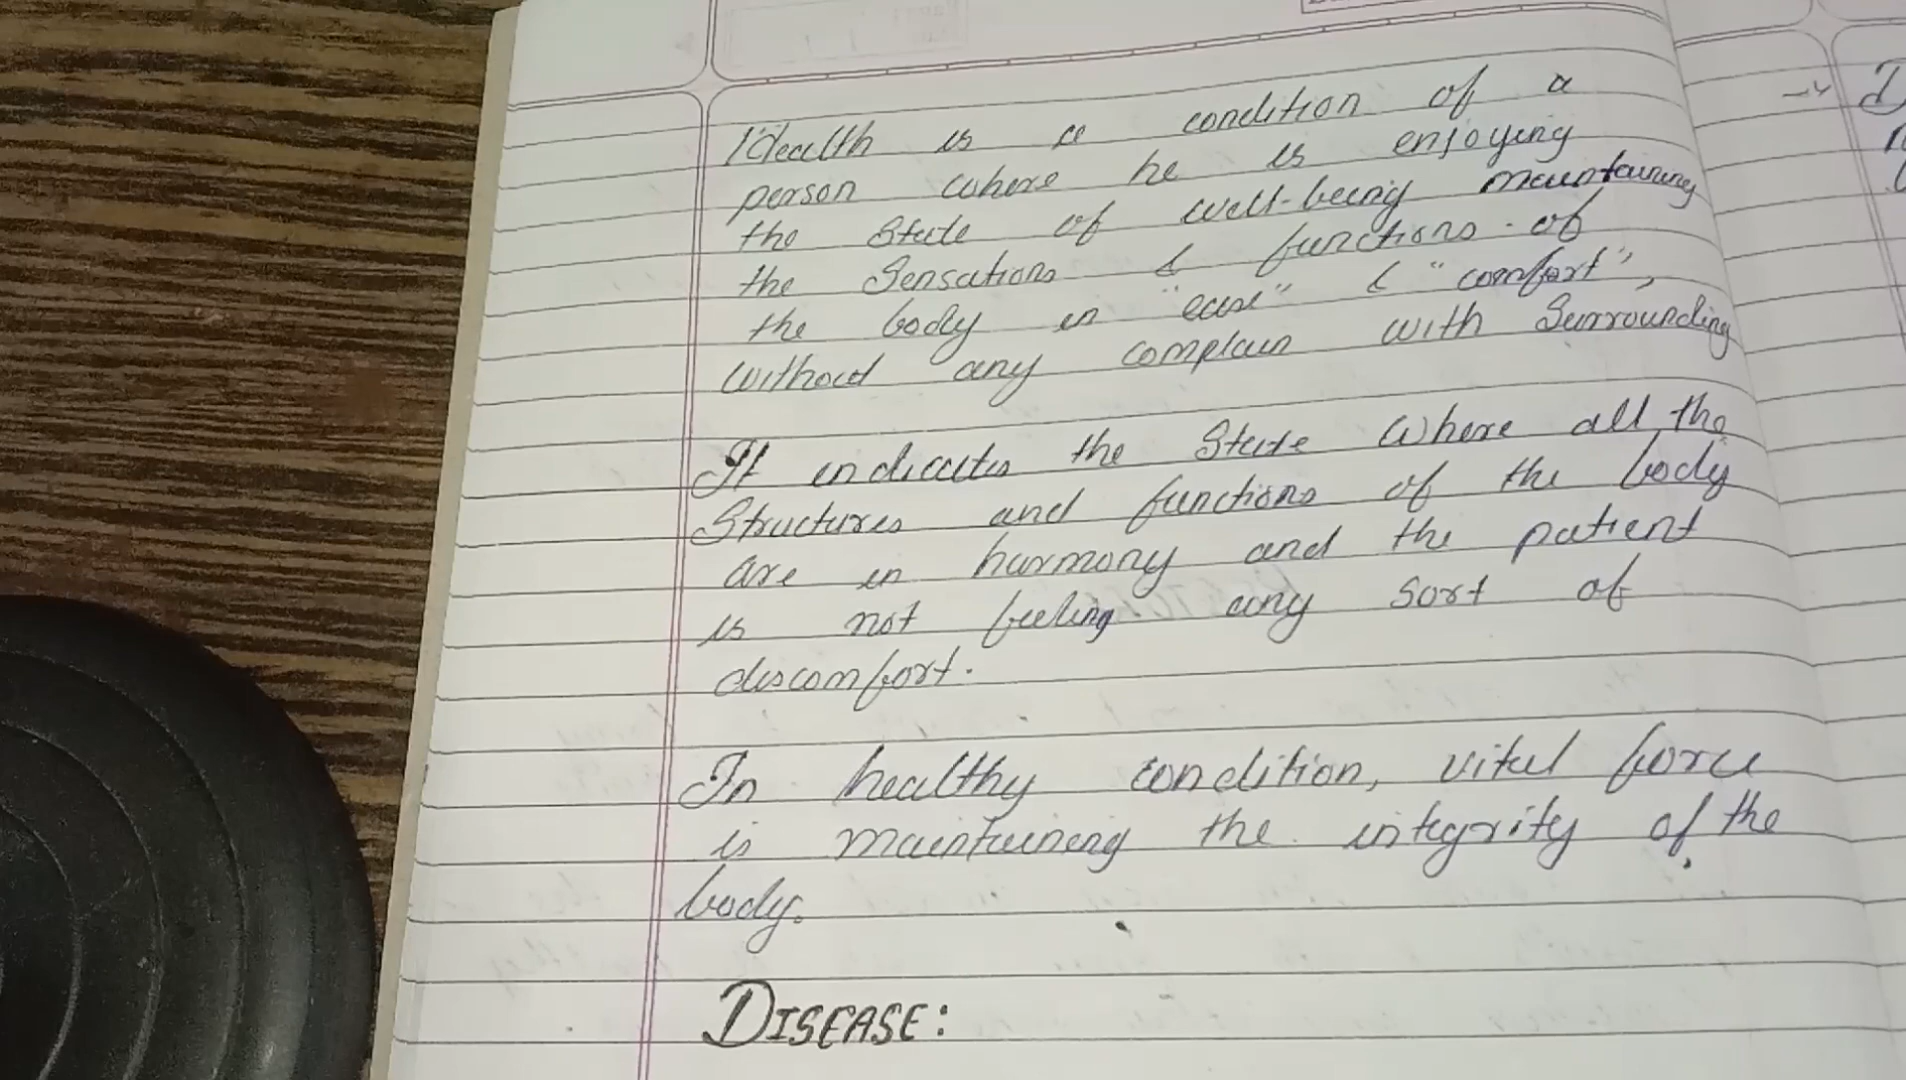 Health is a condition of a
person where he is enjoying
the state of well-being maintaining
the Sensations & functions of
the body in "ease" & "comfort",
without any complain with Surrounding
It indicates the State where all the
Structures and functions of the body
are in harmony and the patient
is not feeling any sort of
discomfort.
In healthy condition, vital force
is maintaining the integrity of the
body.
DISEASE: